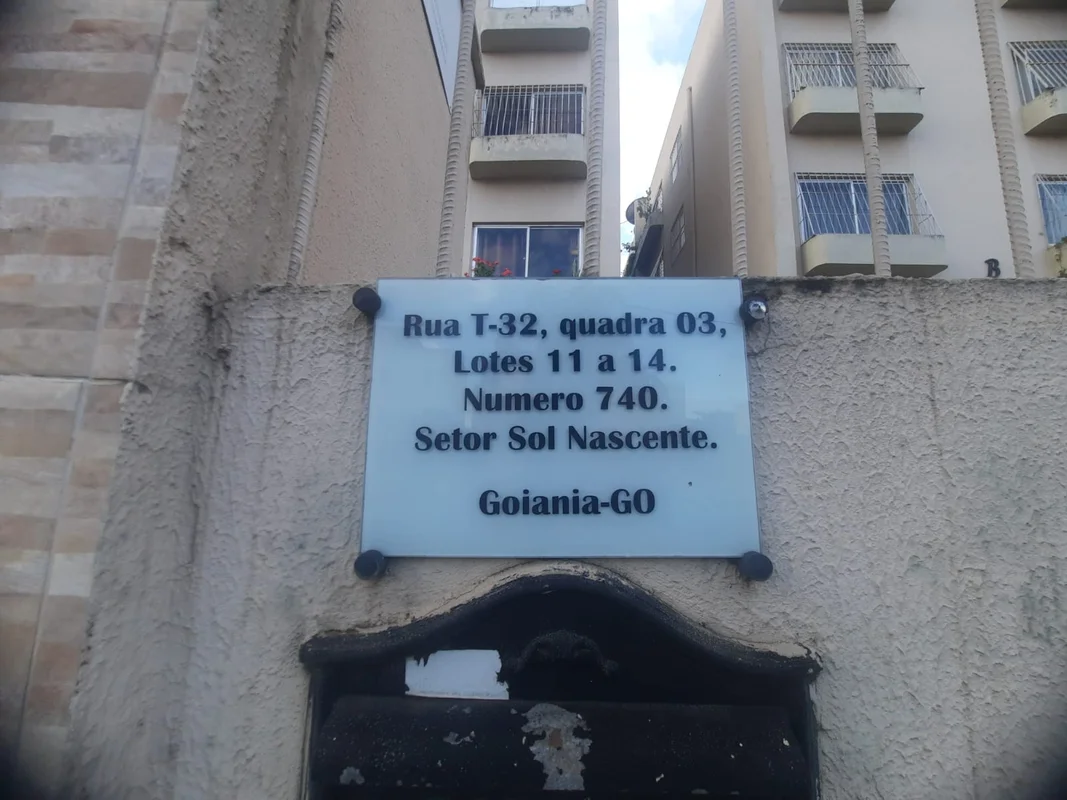 B
Rua T-32, quadra 03,
Lotes 11 a 14.
Numero 740.
Setor Sol Nascente.
Goiania-GO